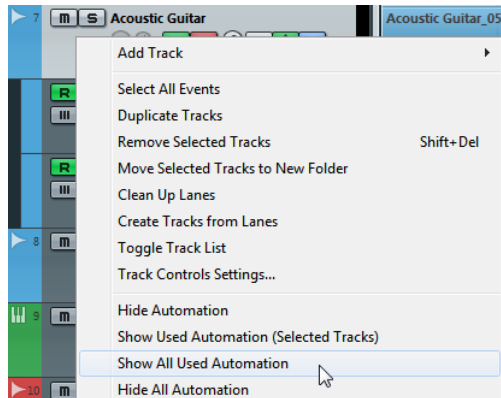 7 m S Acoustic Guitar
Acoustic Guitar_05
Add Track
Select All Events
R
m
Duplicate Tracks
Remove Selected Tracks Shift+Del
R
Move Selected Tracks to New Folder
Clean Up Lanes
Create Tracks from Lanes
8 m
Toggle Track List
Track Controls Settings...
9 m
Hide Automation
Show Used Automation (Selected Tracks)
Show All Used Automation
10 m
Hide All Automation